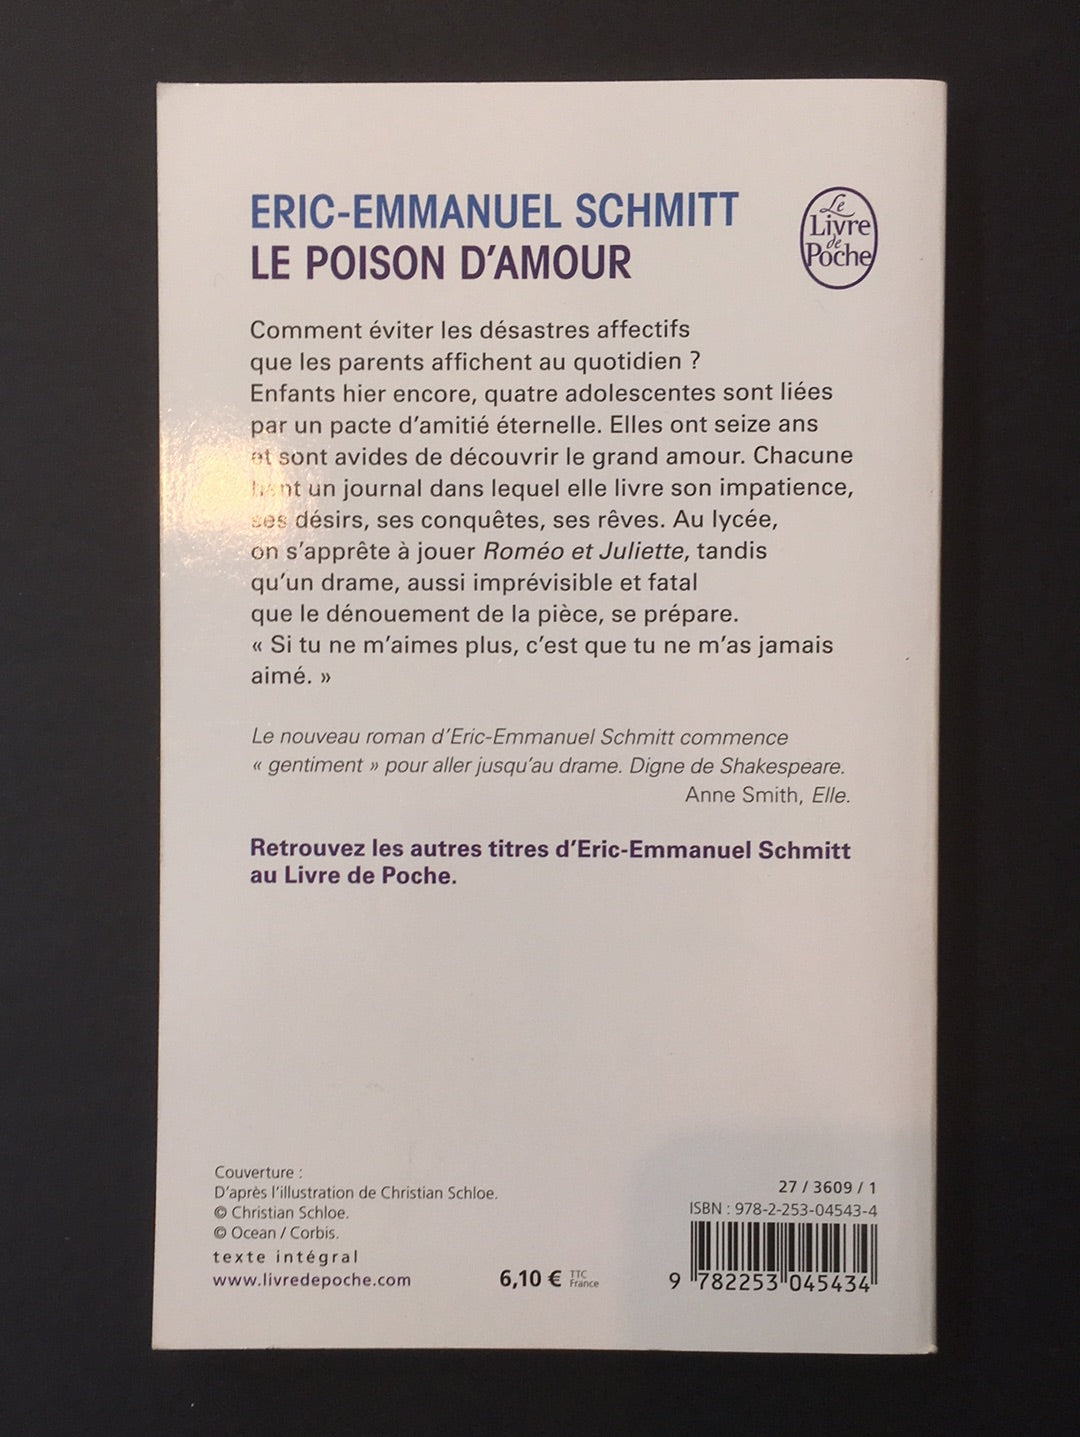 ERIC-EMMANUEL SCHMITT
LE POISON D'AMOUR
Le
Livre
de
Poche
Comment éviter les désastres affectifs
que les parents affichent au quotidien ?
Enfants hier encore, quatre adolescentes sont liées
par un pacte d'amitié éternelle. Elles ont seize ans
et sont avides de découvrir le grand amour. Chacune
un journal dans lequel elle livre son impatience,
ses désirs, ses conquêtes, ses rêves. Au lycée,
on s'apprête à jouer Roméo et Juliette, tandis
qu'un drame, aussi imprévisible et fatal
que le dénouement de la pièce, se prépare.
« Si tu ne m'aimes plus, c'est que tu ne m'as jamais
aimé. »
Le nouveau roman d'Eric-Emmanuel Schmitt commence
« gentiment » pour aller jusqu'au drame. Digne de Shakespeare.
Anne Smith, Elle.
Retrouvez les autres titres d'Eric-Emmanuel Schmitt
au Livre de Poche.
Couverture :
D'après l'illustration de Christian Schloe.
© Christian Schloe.
© Ocean / Corbis.
texte intégral
www.livredepoche.com
6,10 € TTC
France
27 / 3609 / 1
ISBN : 978-2-253-04543-4
9 782253 045434